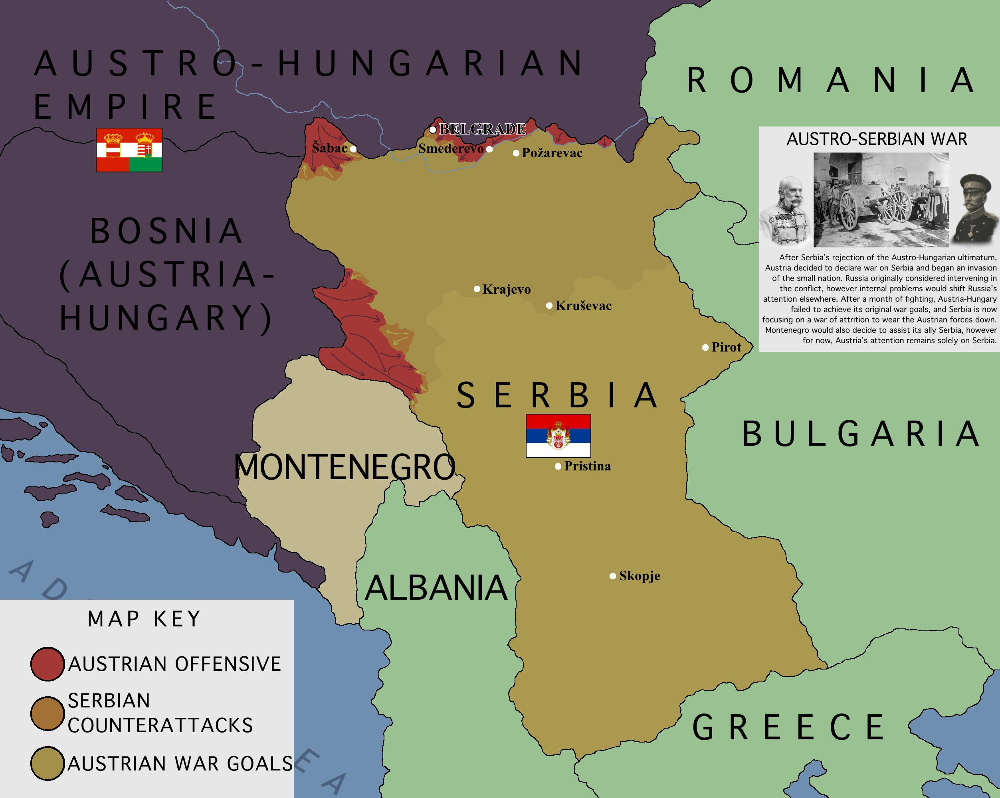 AUSTRO-HUNGARIAN
EMPIRE
ROMANIA
BELGRADE
Šabac
Smederevo
Požarevac
AUSTRO-SERBIAN WAR
After Serbia's rejection of the Austro-Hungarian ultimatum,
Austria decided to declare war on Serbia and began an invasion
of the small nation. Russia originally considered intervening in
the conflict, however internal problems would shift Russia's
attention elsewhere. After a month of fighting, Austria-Hungary
failed to achieve its original war goals, and Serbia is now
focusing on a war of attrition to wear the Austrian forces down.
Montenegro would also decide to assist its ally Serbia, however
for now, Austria's attention remains solely on Serbia.
BOSNIA
(AUSTRIA-
HUNGARY)
Krajevo
Kruševac
Pirot
SERBIA
BULGARIA
MONTENEGRO
Pristina
ALBANIA
Skopje
AD
EA
GREECE
MAP KEY
AUSTRIAN OFFENSIVE
SERBIAN
COUNTERATTACKS
AUSTRIAN WAR GOALS